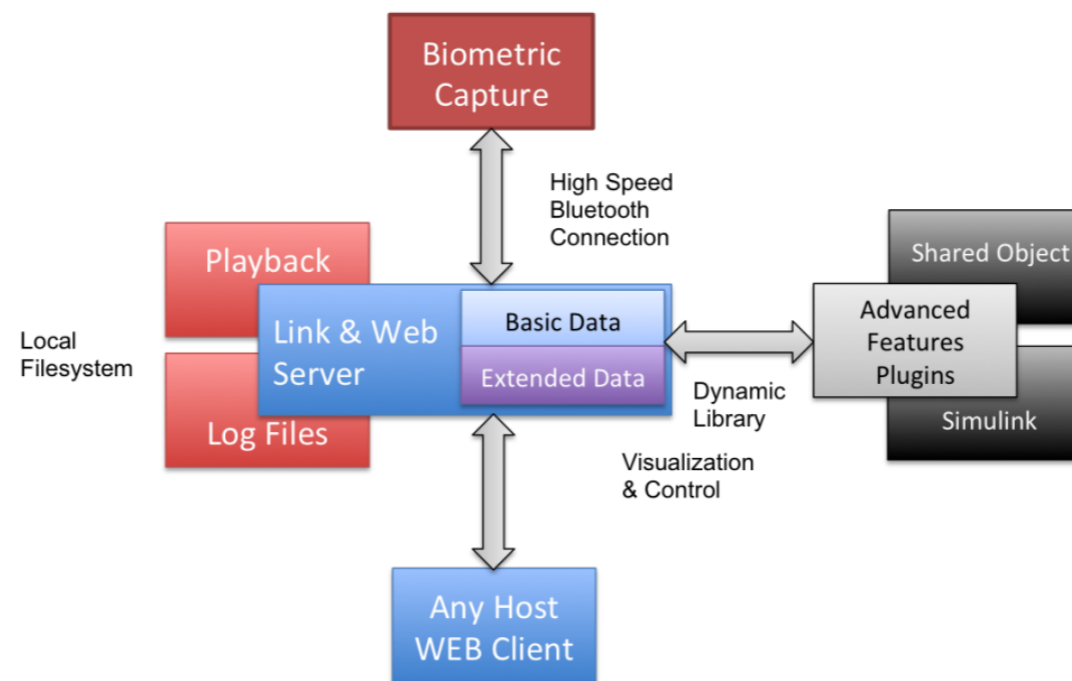 Biometric
Capture
High Speed
Bluetooth
Connection
Playback
Shared Object
Local
Filesystem
Link & Web
Server
Basic Data
Extended Data
Advanced
Features
Plugins
Dynamic
Library
Log Files
Simulink
Visualization
& Control
Any Host
WEB Client